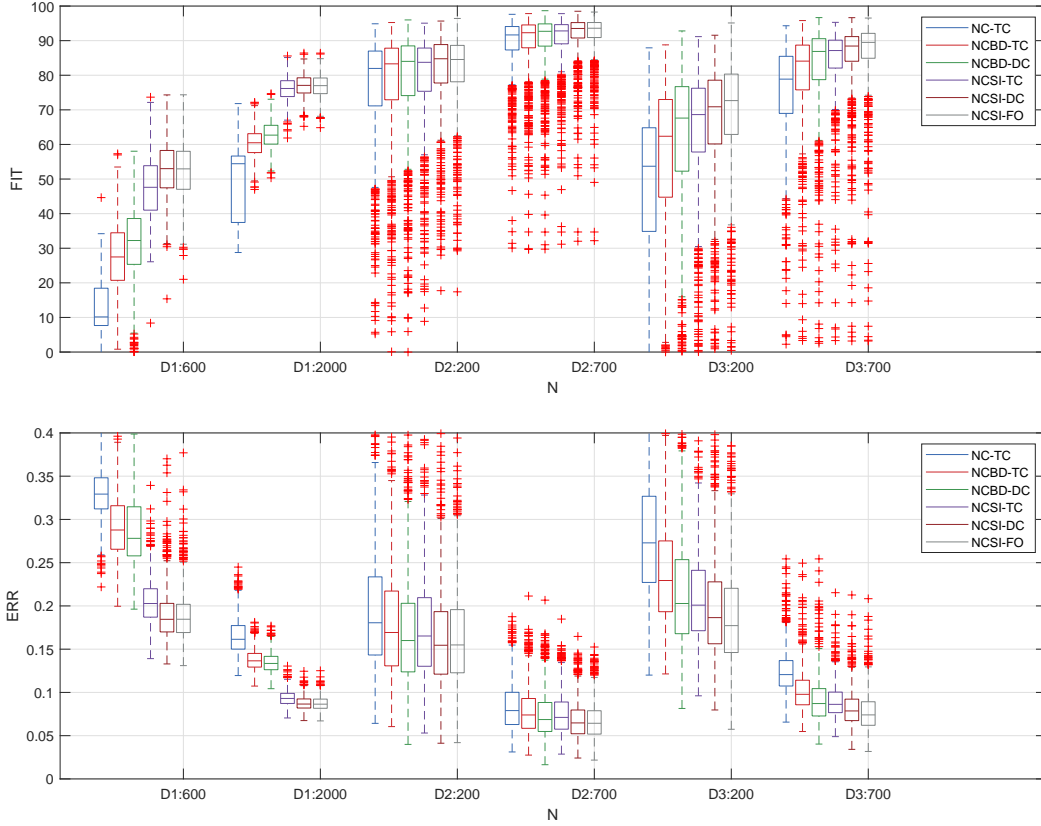 100
90
80
70
60
50
40
30
20
10
0
FIT
D1:600
D1:2000
D2:200
D2:700
D3:200
D3:700
N
NC-TC
NCBD-TC
NCBD-DC
NCSI-TC
NCSI-DC
NCSI-FO
0.4
0.3
0.25
0.2
0.15
0.1
0.05
0
ERR
D1:600
D1:2000
D2:200
D2:700
D3:200
D3:700
N
NC-TC
NCBD-TC
NCBD-DC
NCSI-TC
NCSI-DC
NCSI-FO